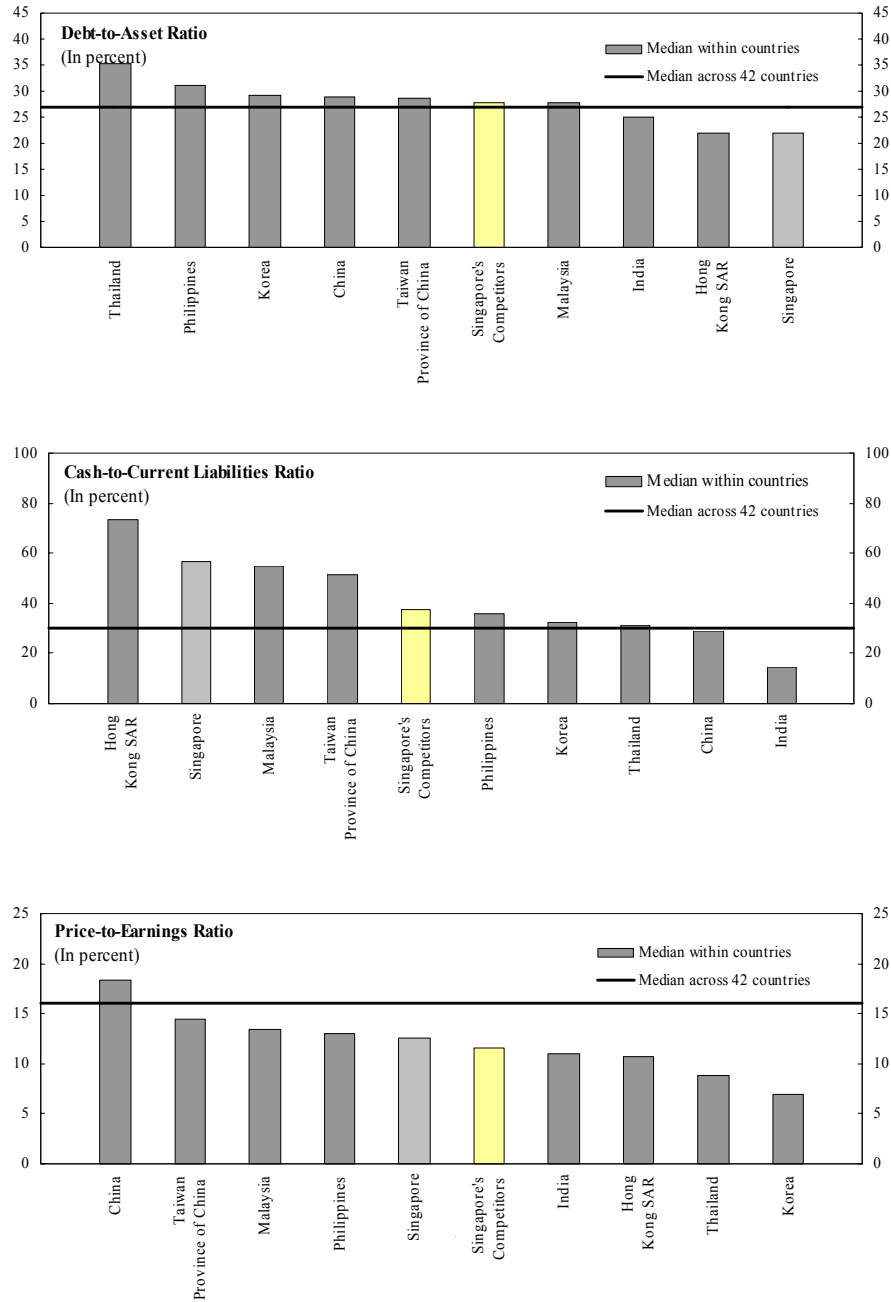 Debt-to-Asset Ratio
(In percent)
Median within countries
Median across 42 countries
45 45
40 40
35 35
30 30
25 25
20 20
15 15
10 10
5 5
0 0
Thailand
Philippines
Korea
China
Taiwan
Province of China
Singapore's
Competitors
Malaysia
India
Hong
Kong SAR
Singapore
Cash-to-Current Liabilities Ratio
(In percent)
Median within countries
Median across 42 countries
100 100
80 80
60 60
40 40
20 20
0 0
Hong
Kong SAR
Singapore
Malaysia
Taiwan
Province of China
Singapore's
Competitors
Philippines
Korea
Thailand
China
India
Price-to-Earnings Ratio
(In percent)
Median within countries
Median across 42 countries
25 25
20 20
15 15
10 10
5 5
0 0
China
Taiwan
Province of China
Malaysia
Philippines
Singapore
Singapore's
Competitors
India
Hong
Kong SAR
Thailand
Korea